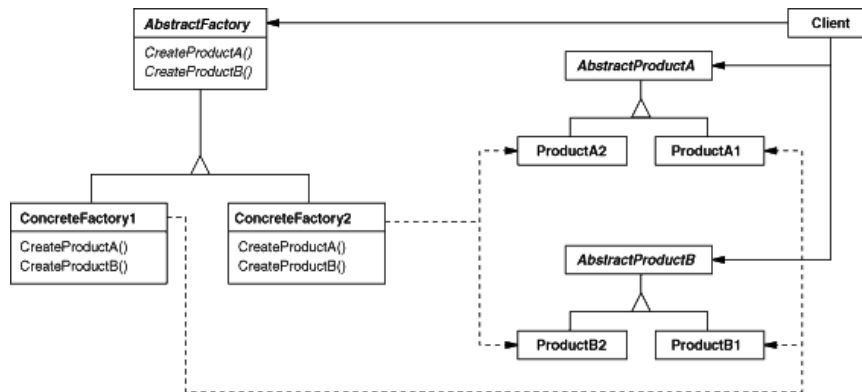 AbstractFactory
CreateProductA()
CreateProductB()
Client
AbstractProductA
ProductA2
ProductA1
ConcreteFactory1
CreateProductA()
CreateProductB()
ConcreteFactory2
CreateProductA()
CreateProductB()
AbstractProductB
ProductB2
ProductB1